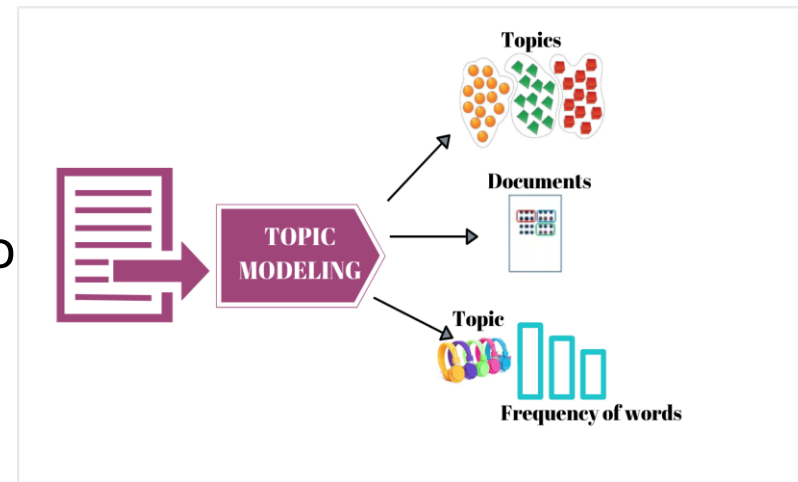 Topics
Documents
o
TOPIC
MODELING
Topic
Frequency of words